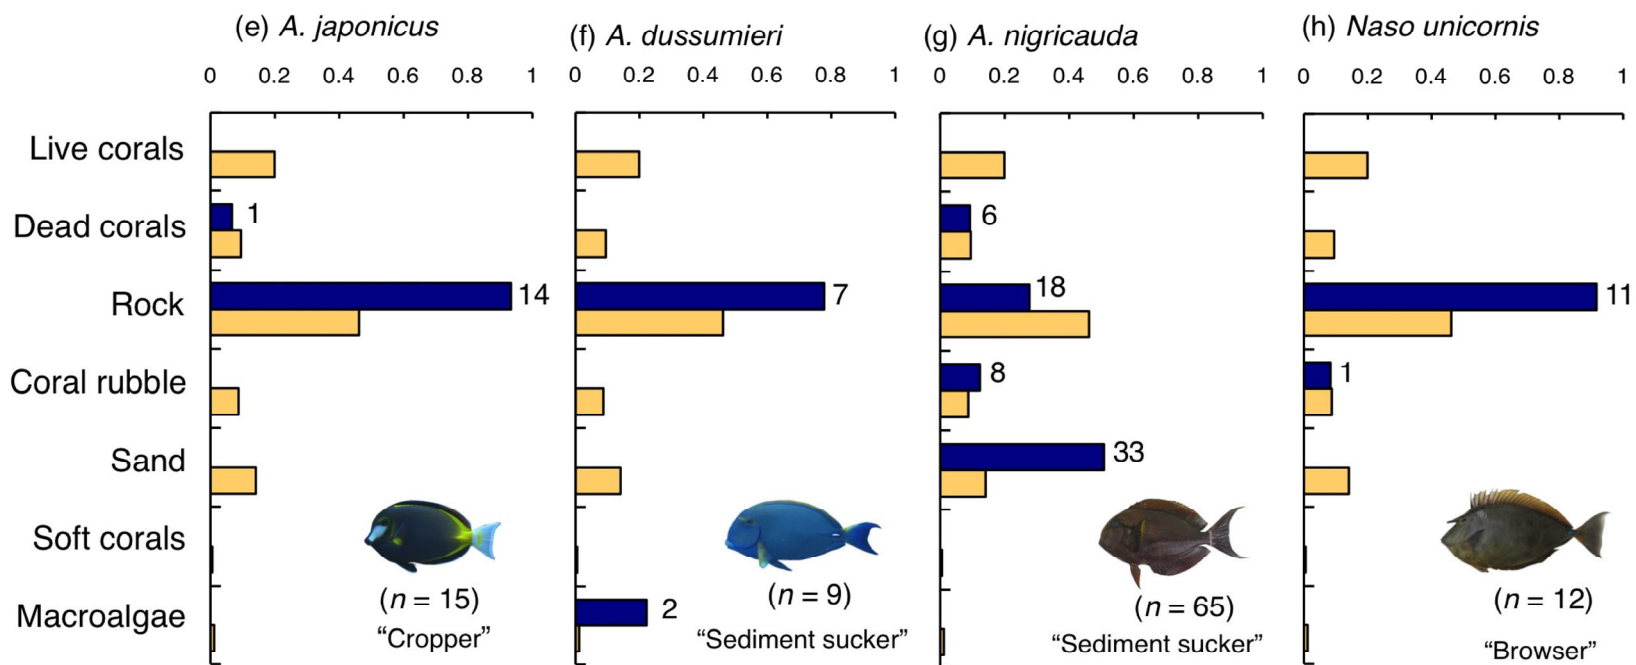 (e) A. japonicus
(f) A. dussumieri
(g) A. nigricauda
(h) Naso unicornis
0 0.2 0.4 0.6 0.8 1
0 0.2 0.4 0.6 0.8 1
0 0.2 0.4 0.6 0.8 1
0 0.2 0.4 0.6 0.8 1
Live corals
Dead corals 1 6
Rock 14 7 18 11
Coral rubble 8 1
Sand 33
Soft corals
Macroalgae 2
(n = 15)
"Cropper"
(n = 9)
"Sediment sucker"
(n = 65)
"Sediment sucker"
(n = 12)
"Browser"